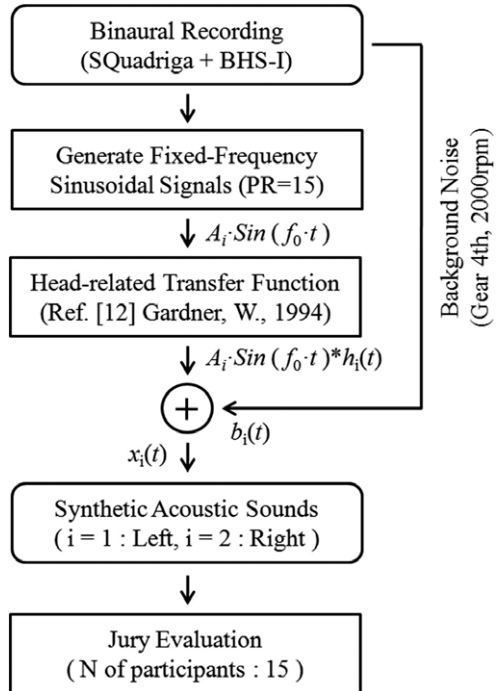 Binaural Recording
(SQuadriga + BHS-I)
Generate Fixed-Frequency
Sinusoidal Signals (PR=15)
Aᵢ·Sin (f₀·t)
Head-related Transfer Function
(Ref. [12] Gardner, W., 1994)
Aᵢ·Sin (f₀·t)*hᵢ(t)
+
bᵢ(t)
xᵢ(t)
Synthetic Acoustic Sounds
( i = 1 : Left, i = 2 : Right )
Jury Evaluation
( N of participants : 15 )
Background Noise
(Gear 4th, 2000rpm)